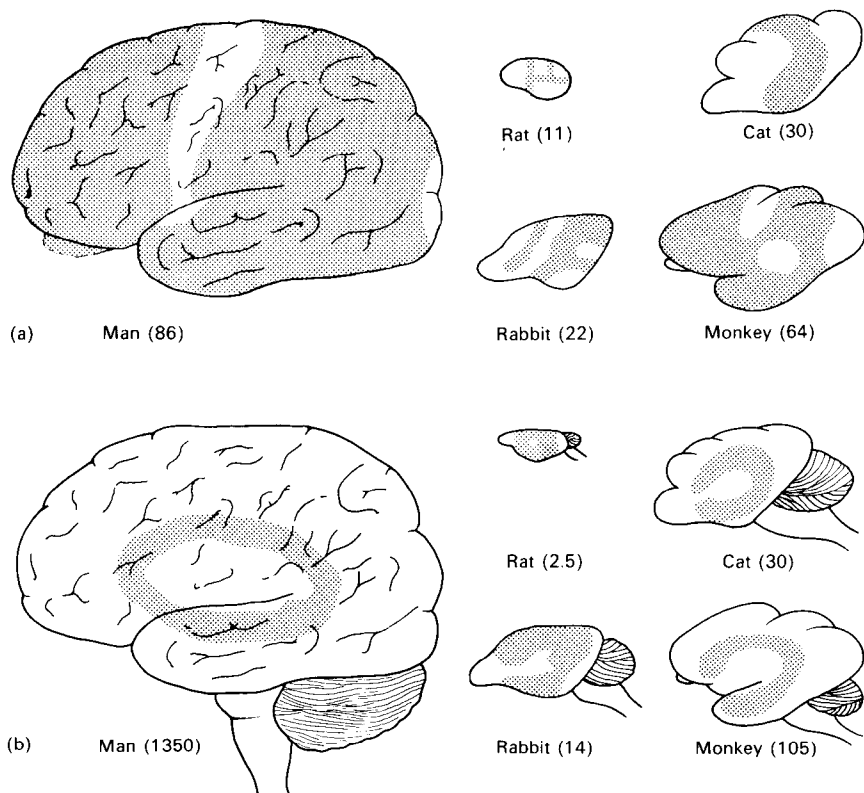 Rat (11)
Cat (30)
(a)
Man (86)
Rabbit (22)
Monkey (64)
Rat (2.5)
Cat (30)
(b)
Man (1350)
Rabbit (14)
Monkey (105)